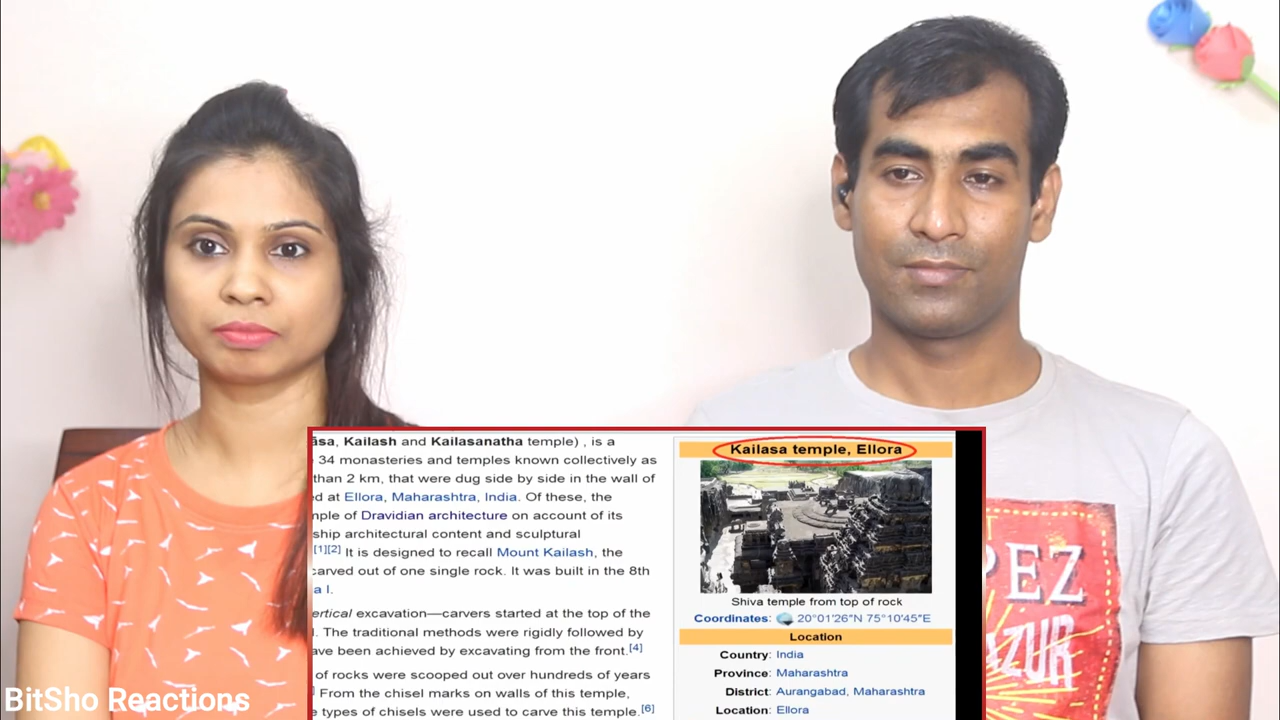 āsa, Kailash and Kailasanatha temple) , is a
34 monasteries and temples known collectively as
than 2 km, that were dug side by side in the wall of
d at Ellora, Maharashtra, India. Of these, the
nple of Dravidian architecture on account of its
ship architectural content and sculptural
[1][2] It is designed to recall Mount Kailash, the
carved out of one single rock. It was built in the 8th
a I.
ertical excavation—carvers started at the top of the
l. The traditional methods were rigidly followed by
ave been achieved by excavating from the front.[4]
of rocks were scooped out over hundreds of years
From the chisel marks on walls of this temple,
e types of chisels were used to carve this temple.[6]
Kailasa temple, Ellora
Shiva temple from top of rock
Coordinates: 20°01'26"N 75°10'45"E
Location
Country: India
Province: Maharashtra
District: Aurangabad, Maharashtra
Location: Ellora
PEZ
AZUR
BitSho Reactions